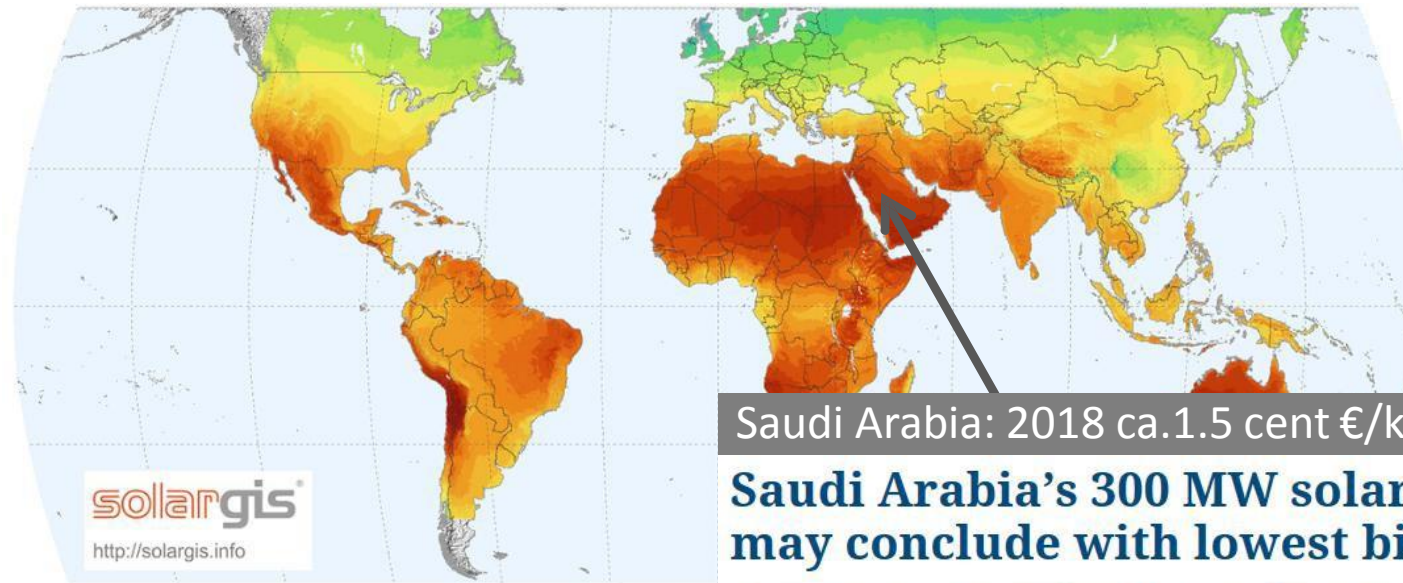 Saudi Arabia: 2018 ca.1.5 cent €/k
Saudi Arabia’s 300 MW solar
may conclude with lowest bi
solargis
http://solargis.info